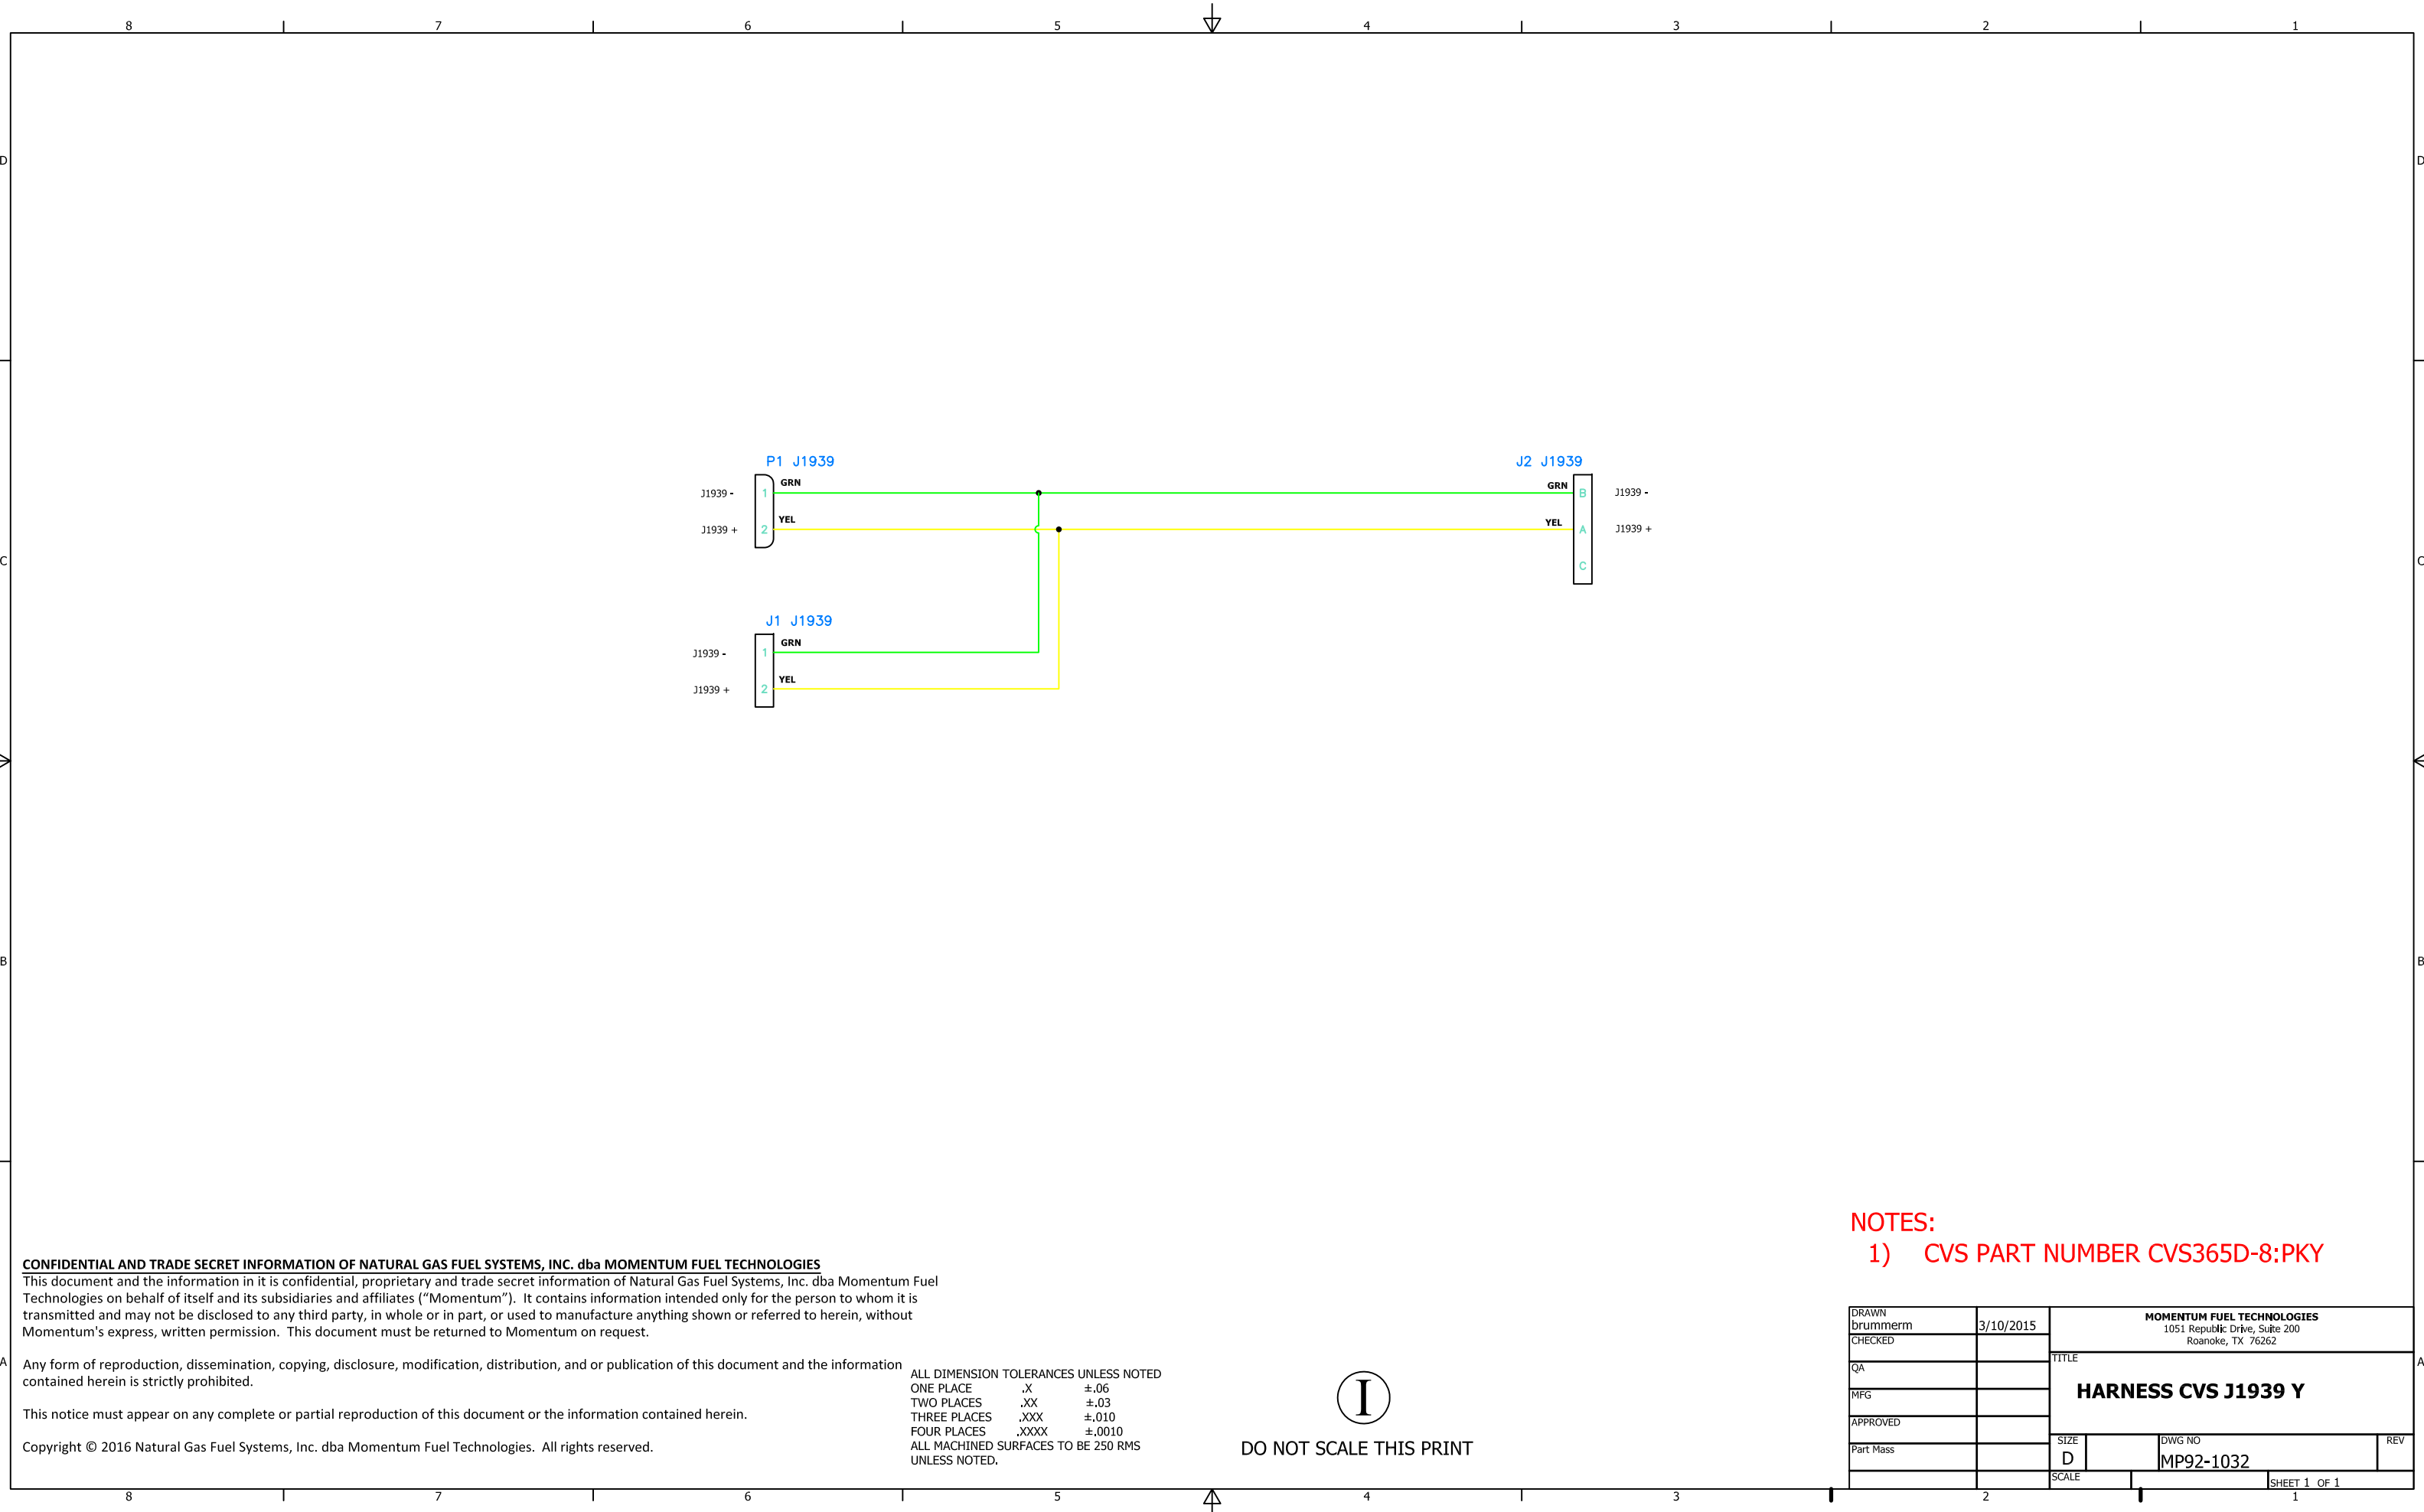 8 7 6 5 4 3 2 1
D D
P1 J1939 J2 J1939
J1939 - 1 GRN GRN B J1939 -
J1939 + 2 YEL YEL A J1939 +
C C
C
J1 J1939
J1939 - 1 GRN
J1939 + 2 YEL
B B
NOTES:
1) CVS PART NUMBER CVS365D-8:PKY
CONFIDENTIAL AND TRADE SECRET INFORMATION OF NATURAL GAS FUEL SYSTEMS, INC. dba MOMENTUM FUEL TECHNOLOGIES
This document and the information in it is confidential, proprietary and trade secret information of Natural Gas Fuel Systems, Inc. dba Momentum Fuel
Technologies on behalf of itself and its subsidiaries and affiliates (“Momentum”). It contains information intended only for the person to whom it is
transmitted and may not be disclosed to any third party, in whole or in part, or used to manufacture anything shown or referred to herein, without
Momentum's express, written permission. This document must be returned to Momentum on request.
A A
Any form of reproduction, dissemination, copying, disclosure, modification, distribution, and or publication of this document and the information
contained herein is strictly prohibited.
This notice must appear on any complete or partial reproduction of this document or the information contained herein.
Copyright © 2016 Natural Gas Fuel Systems, Inc. dba Momentum Fuel Technologies. All rights reserved.
ALL DIMENSION TOLERANCES UNLESS NOTED
ONE PLACE .X ±.06
TWO PLACES .XX ±.03
THREE PLACES .XXX ±.010
FOUR PLACES .XXXX ±.0010
ALL MACHINED SURFACES TO BE 250 RMS
UNLESS NOTED.
I
DO NOT SCALE THIS PRINT
DRAWN
brummerm 3/10/2015
CHECKED
QA
MFG
APPROVED
Part Mass
MOMENTUM FUEL TECHNOLOGIES
1051 Republic Drive, Suite 200
Roanoke, TX 76262
TITLE
HARNESS CVS J1939 Y
SIZE DWG NO REV
D MP92-1032
SCALE SHEET 1 OF 1
8 7 6 5 4 3 2 1